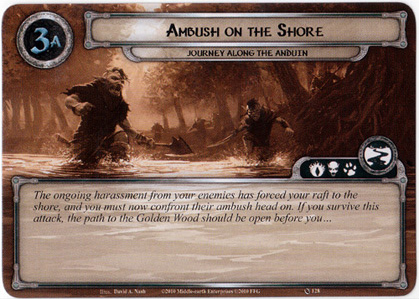 3A
AMBUSH ON THE SHORE
JOURNEY ALONG THE ANDUIN
The ongoing harassment from your enemies has forced your raft to the
shore, and you must now confront their ambush head on. If you survive this
attack, the path to the Golden Wood should be open before you…
Illus. David A. Nash
©2010 Middle-earth Enterprises ©2010 FFG
128